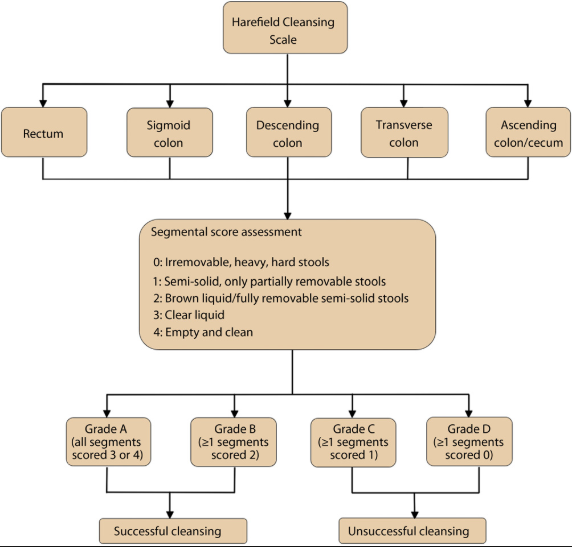 Harefield Cleansing
Scale
Rectum
Sigmoid
colon
Descending
colon
Transverse
colon
Ascending
colon/cecum
Segmental score assessment
0: Irremovable, heavy, hard stools
1: Semi-solid, only partially removable stools
2: Brown liquid/fully removable semi-solid stools
3: Clear liquid
4: Empty and clean
Grade A
(all segments
scored 3 or 4)
Grade B
(≥1 segments
scored 2)
Grade C
(≥1 segments
scored 1)
Grade D
(≥1 segments
scored 0)
Successful cleansing
Unsuccessful cleansing